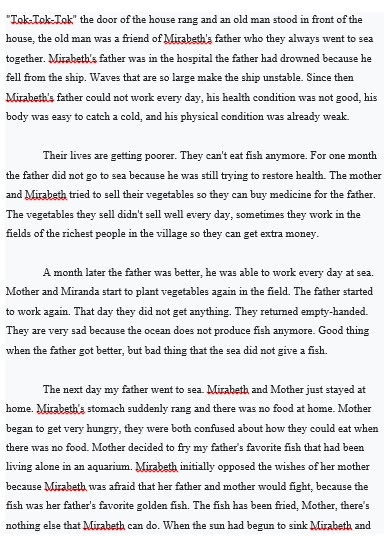 "Tok-Tok-Tok" the door of the house rang and an old man stood in front of the
house, the old man was a friend of Mirabeth's father who they always went to sea
together. Mirabeth's father was in the hospital the father had drowned because he
fell from the ship. Waves that are so large make the ship unstable. Since then
Mirabeth's father could not work every day, his health condition was not good, his
body was easy to catch a cold, and his physical condition was already weak.
Their lives are getting poorer. They can't eat fish anymore. For one month
the father did not go to sea because he was still trying to restore health. The mother
and Mirabeth tried to sell their vegetables so they can buy medicine for the father.
The vegetables they sell didn't sell well every day, sometimes they work in the
fields of the richest people in the village so they can get extra money.
A month later the father was better, he was able to work every day at sea.
Mother and Miranda start to plant vegetables again in the field. The father started
to work again. That day they did not get anything. They returned empty-handed.
They are very sad because the ocean does not produce fish anymore. Good thing
when the father got better, but bad thing that the sea did not give a fish.
The next day my father went to sea. Mirabeth and Mother just stayed at
home. Mirabeth's stomach suddenly rang and there was no food at home. Mother
began to get very hungry, they were both confused about how they could eat when
there was no food. Mother decided to fry my father's favorite fish that had been
living alone in an aquarium. Mirabeth initially opposed the wishes of her mother
because Mirabeth was afraid that her father and mother would fight, because the
fish was her father's favorite golden fish. The fish has been fried, Mother, there's
nothing else that Mirabeth can do. When the sun had begun to sink Mirabeth and